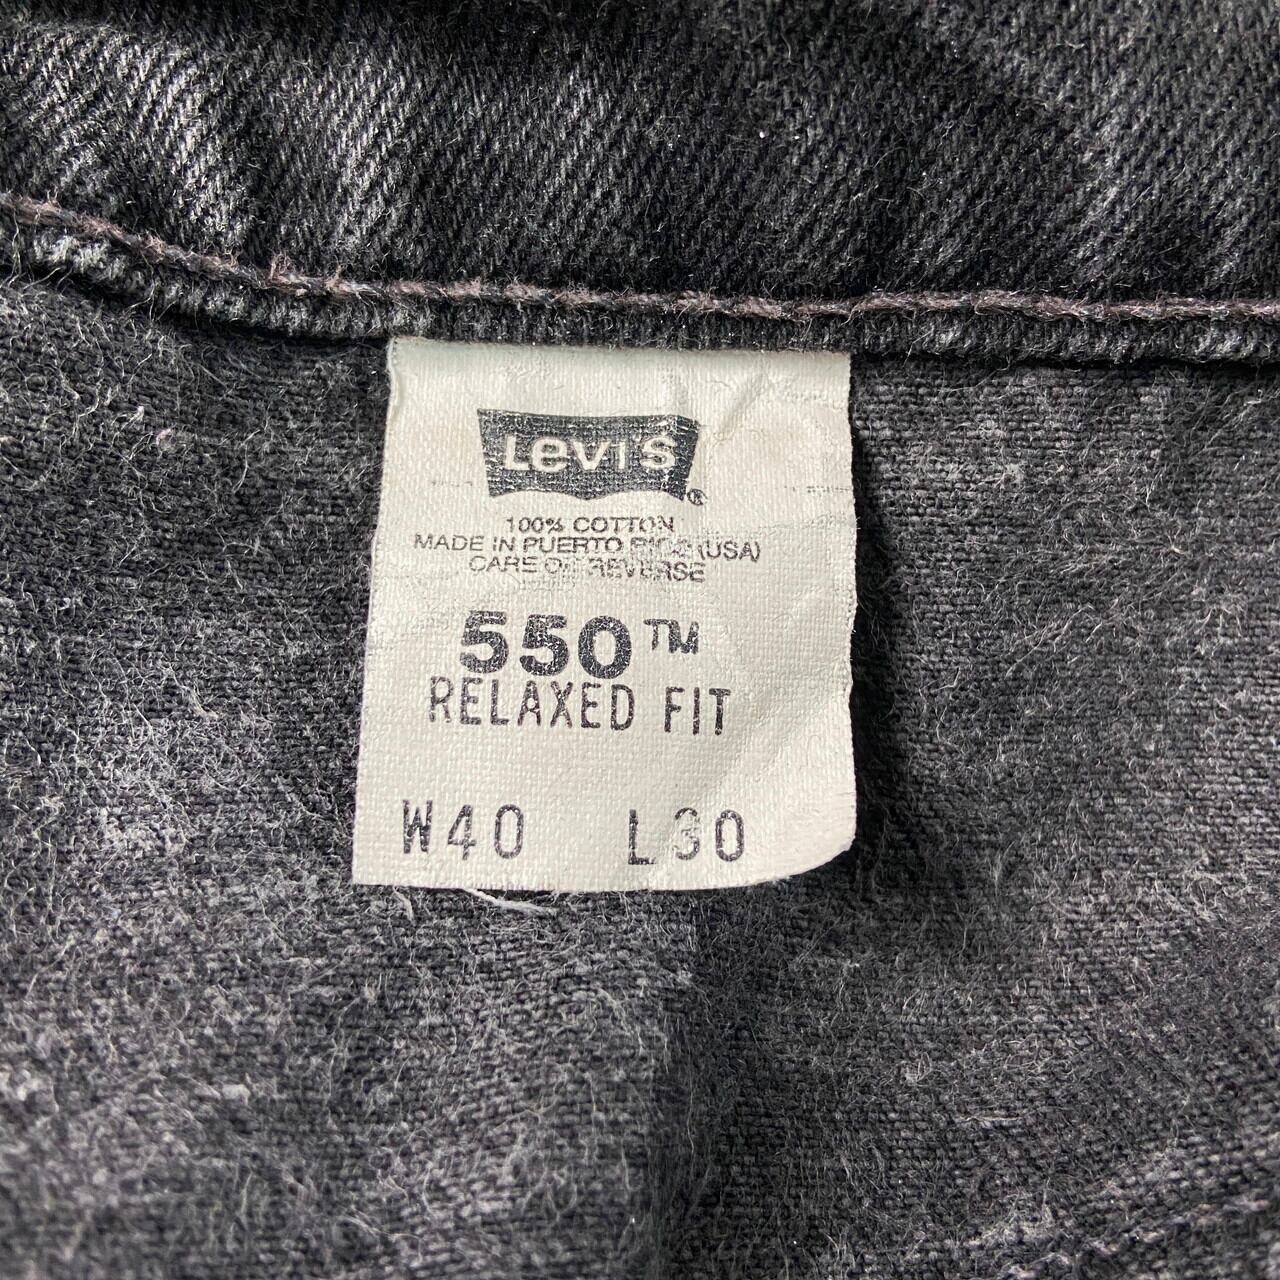 Levi's ®
100% COTTON
MADE IN PUERTO RICO (USA)
CARE ON REVERSE
550™
RELAXED FIT
W40 L30